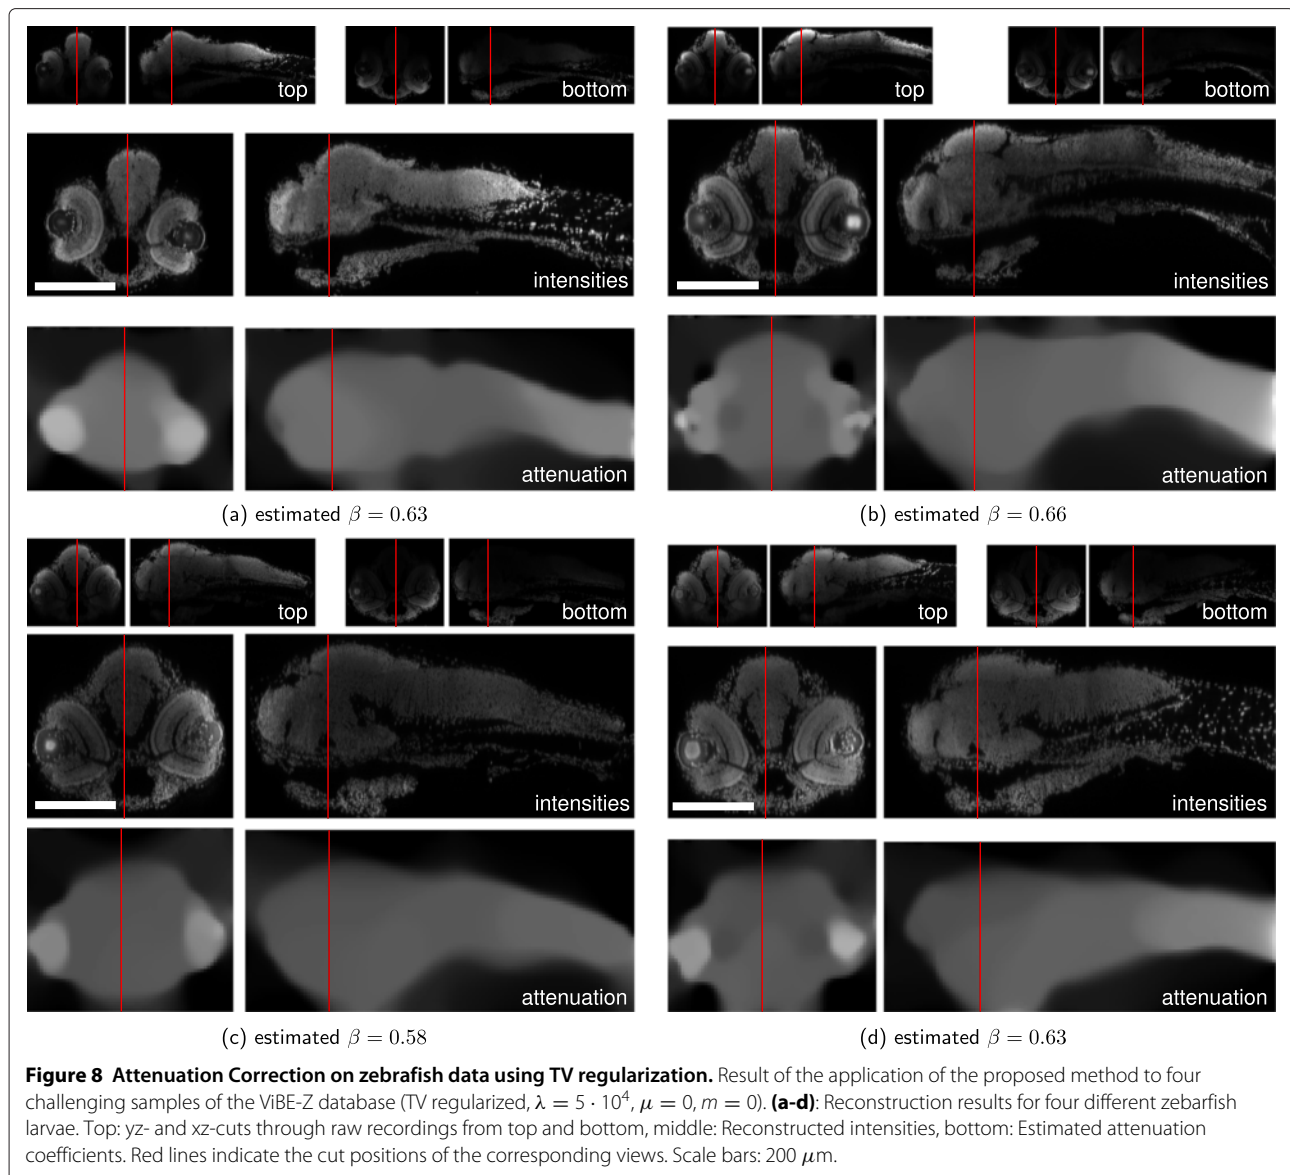 top
bottom
top
bottom
intensities
intensities
attenuation
attenuation
(a) estimated β = 0.63
(b) estimated β = 0.66
top
bottom
top
bottom
intensities
intensities
attenuation
attenuation
(c) estimated β = 0.58
(d) estimated β = 0.63
Figure 8 Attenuation Correction on zebrafish data using TV regularization. Result of the application of the proposed method to four
challenging samples of the ViBE-Z database (TV regularized, λ = 5 · 10⁴, μ = 0, m = 0). (a-d): Reconstruction results for four different zebarfish
larvae. Top: yz- and xz-cuts through raw recordings from top and bottom, middle: Reconstructed intensities, bottom: Estimated attenuation
coefficients. Red lines indicate the cut positions of the corresponding views. Scale bars: 200 μm.